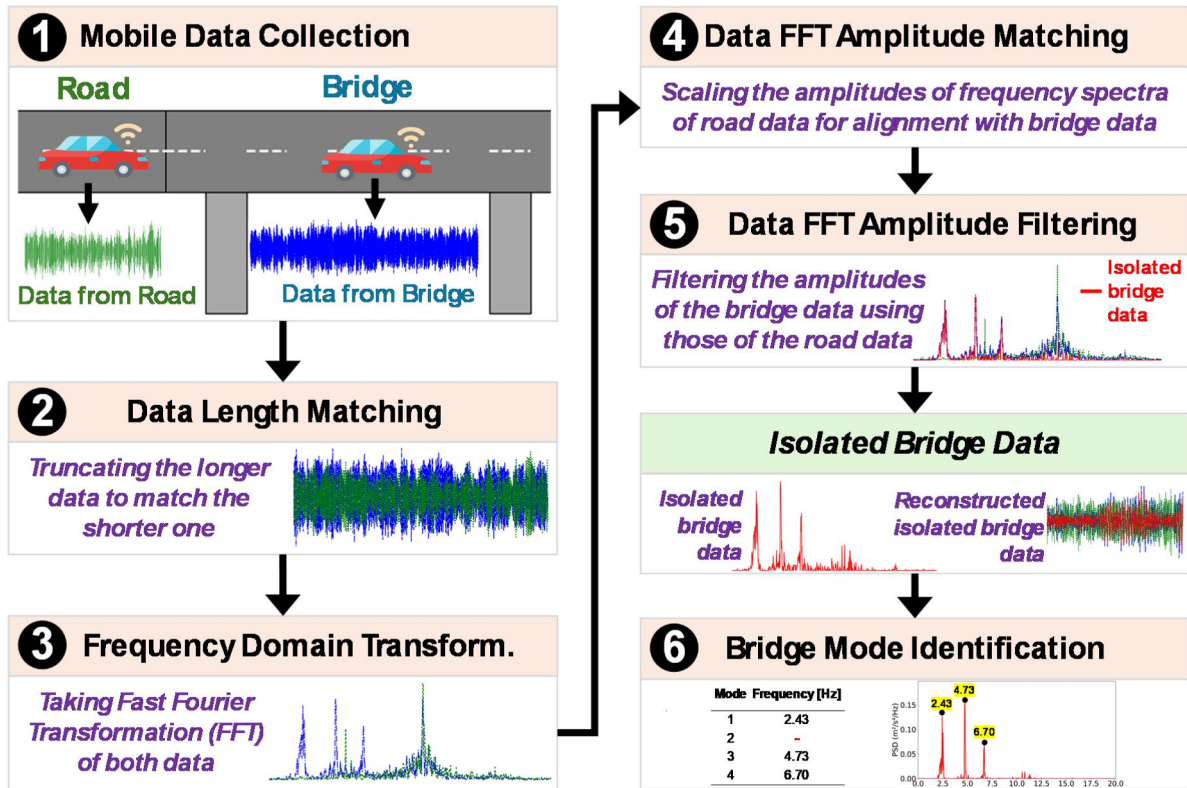 1 Mobile Data Collection
Road
Bridge
Data from Road
Data from Bridge
2 Data Length Matching
Truncating the longer
data to match the
shorter one
3 Frequency Domain Transform.
Taking Fast Fourier
Transformation (FFT)
of both data
4 Data FFT Amplitude Matching
Scaling the amplitudes of frequency spectra
of road data for alignment with bridge data
5 Data FFT Amplitude Filtering
Filtering the amplitudes
of the bridge data using
those of the road data
Isolated
bridge
data
Isolated Bridge Data
Isolated
bridge
data
Reconstructed
isolated bridge
data
6 Bridge Mode Identification
Mode Frequency [Hz]
1 2.43
2 -
3 4.73
4 6.70
PSD (m²/s⁴/Hz)
0.15
0.10
0.05
0.00
2.43
4.73
6.70
0.0 2.5 5.0 7.5 10.0 12.5 15.0 17.5 20.0